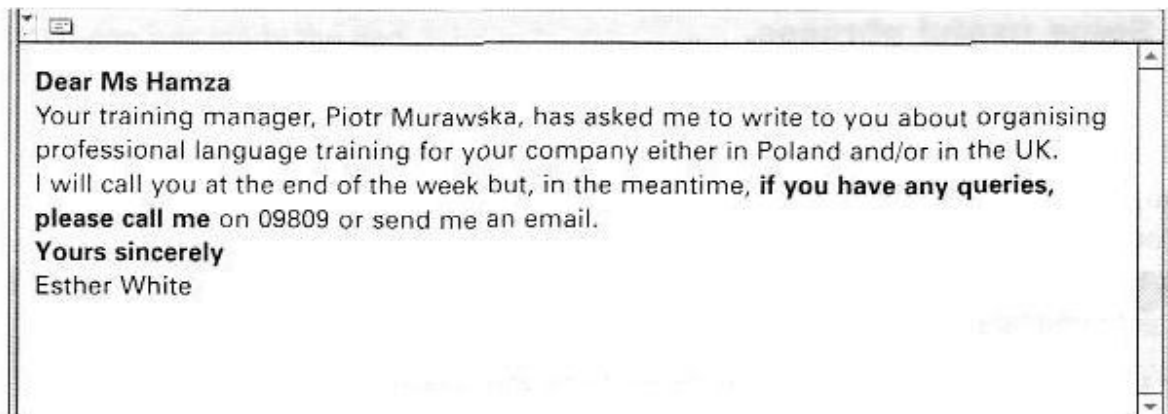 Dear Ms Hamza
Your training manager, Piotr Murawska, has asked me to write to you about organising
professional language training for your company either in Poland and/or in the UK.
I will call you at the end of the week but, in the meantime, if you have any queries,
please call me on 09809 or send me an email.
Yours sincerely
Esther White